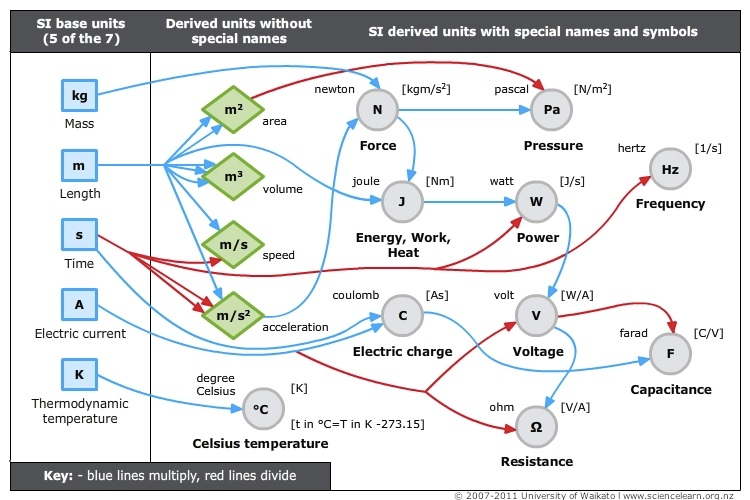 SI base units
(5 of the 7)
Derived units without
special names
SI derived units with special names and symbols
kg
Mass
m
Length
s
Time
A
Electric current
K
Thermodynamic
temperature
m²
area
m³
volume
m/s
speed
m/s²
acceleration
newton
N
[kgm/s²]
Force
pascal
Pa
[N/m²]
Pressure
hertz
Hz
[1/s]
Frequency
joule
J
[Nm]
Energy, Work,
Heat
watt
W
[J/s]
Power
coulomb
C
[As]
Electric charge
volt
V
[W/A]
Voltage
farad
F
[C/V]
Capacitance
degree
Celsius
°C
[K]
[t in °C=T in K -273.15]
Celsius temperature
ohm
Ω
[V/A]
Resistance
Key: - blue lines multiply, red lines divide
© 2007-2011 University of Waikato | www.sciencelearn.org.nz